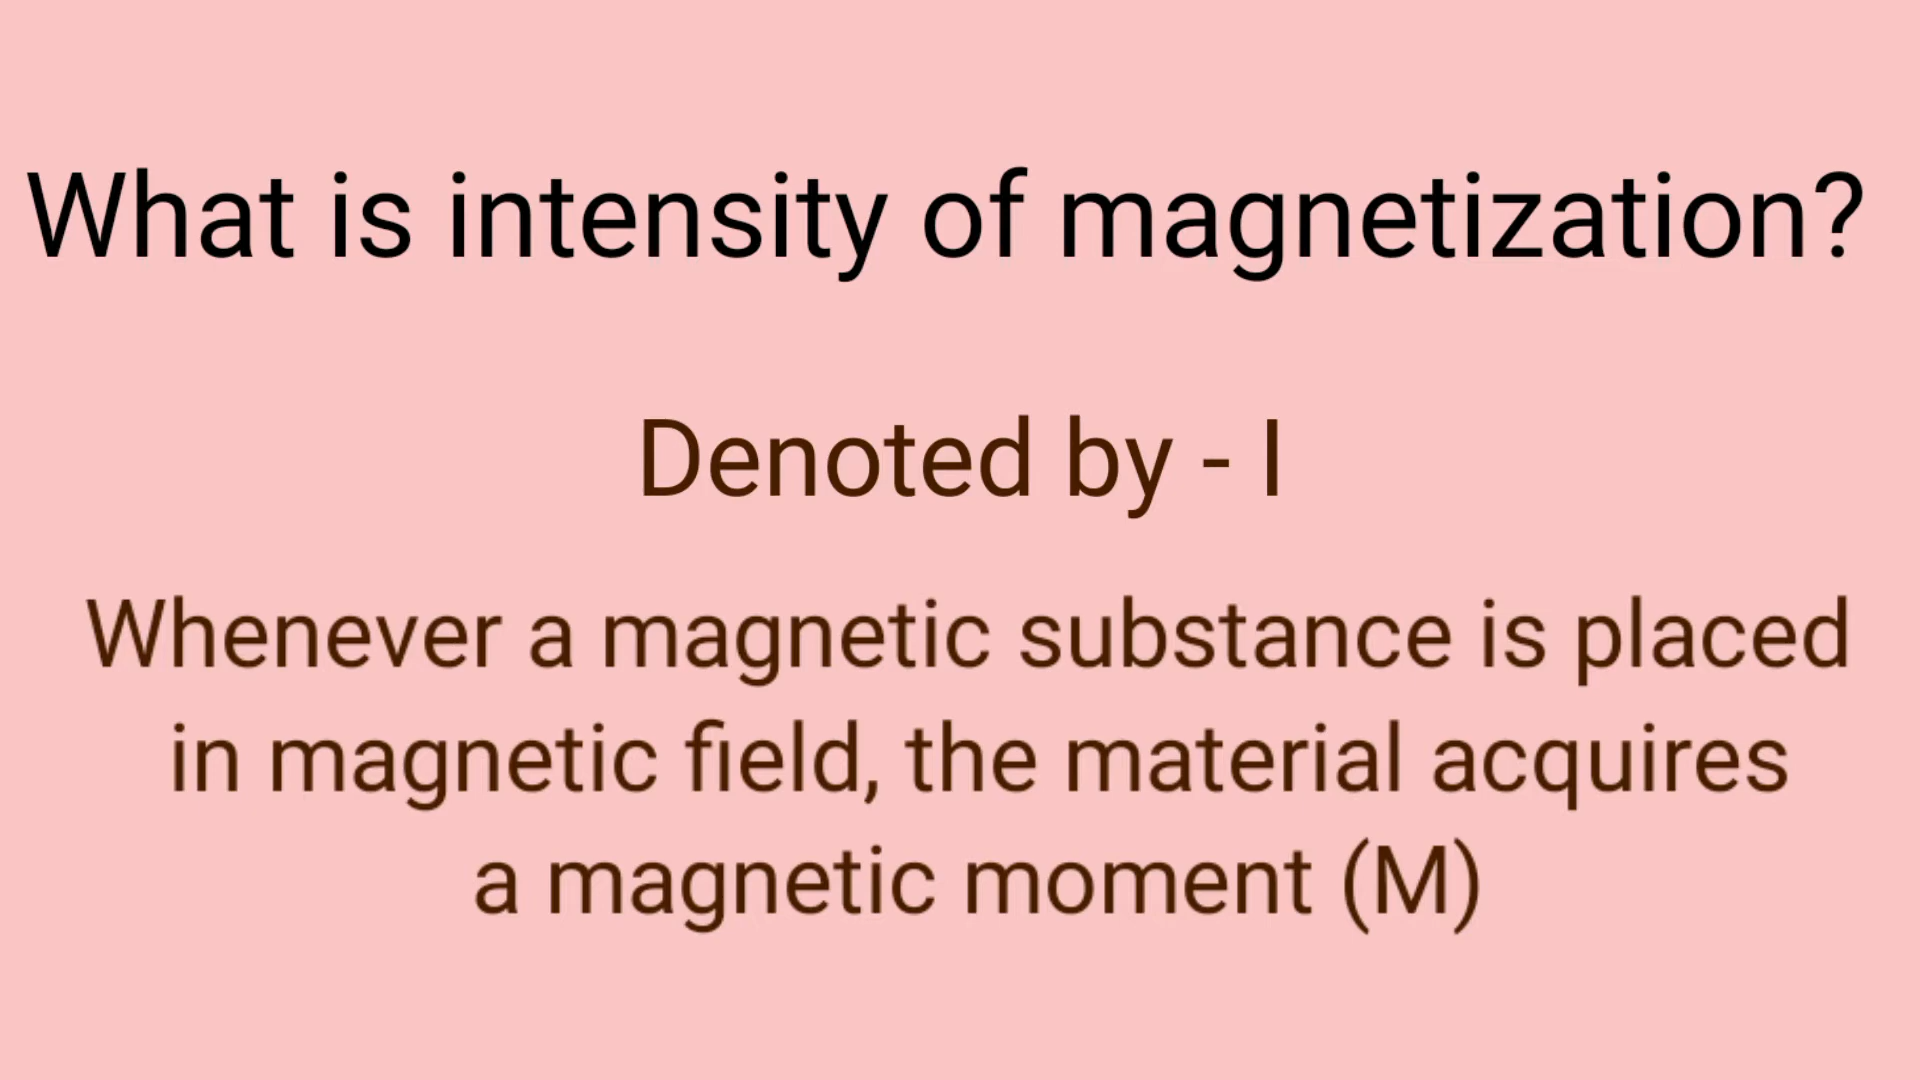 What is intensity of magnetization?
Denoted by - I
Whenever a magnetic substance is placed
in magnetic field, the material acquires
a magnetic moment (M)